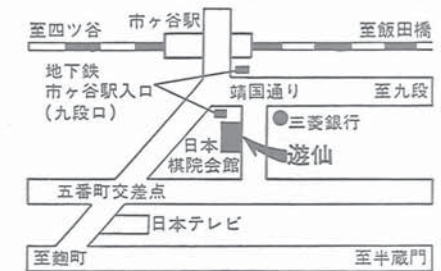 市ヶ谷駅
至四ツ谷
至飯田橋
地下鉄
市ヶ谷駅入口
(九段口)
靖国通り
至九段
三菱銀行
日本
棋院会館
遊仙
五番町交差点
日本テレビ
至麹町
至半蔵門